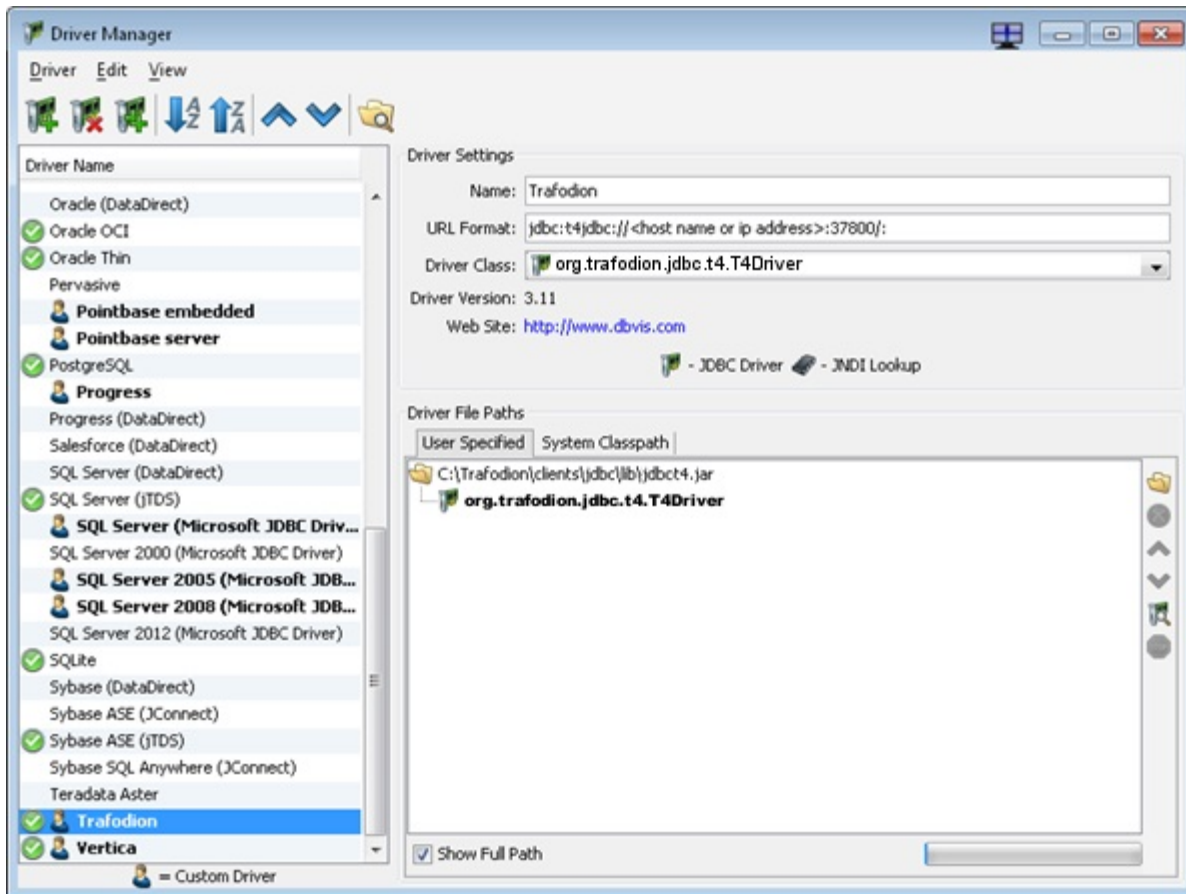 Driver Manager
Driver Edit View
Driver Name
Oracle (DataDirect)
Oracle OCI
Oracle Thin
Pervasive
Pointbase embedded
Pointbase server
PostgreSQL
Progress
Progress (DataDirect)
Salesforce (DataDirect)
SQL Server (DataDirect)
SQL Server (jTDS)
SQL Server (Microsoft JDBC Driv...
SQL Server 2000 (Microsoft JDBC Driver)
SQL Server 2005 (Microsoft JDB...
SQL Server 2008 (Microsoft JDB...
SQL Server 2012 (Microsoft JDBC Driver)
SQLite
Sybase (DataDirect)
Sybase ASE (JConnect)
Sybase ASE (jTDS)
Sybase SQL Anywhere (JConnect)
Teradata Aster
Trafodion
Vertica
= Custom Driver
Driver Settings
Name: Trafodion
URL Format: jdbc:t4jdbc://<host name or ip address>:37800/:
Driver Class: org.trafodion.jdbc.t4.T4Driver
Driver Version: 3.11
Web Site: http://www.dbvis.com
- JDBC Driver - JNDI Lookup
Driver File Paths
User Specified System Classpath
C:\Trafodion\clients\jdbc\lib\jdbct4.jar
org.trafodion.jdbc.t4.T4Driver
Show Full Path